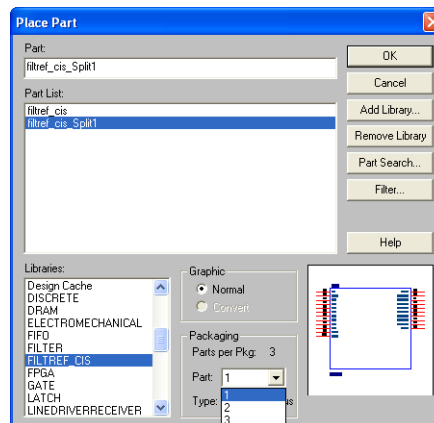 Place Part
Part:
filtref_cis_Split1
Part List:
filtref_cis
filtref_cis_Split1
OK
Cancel
Add Library...
Remove Library
Part Search...
Filter...
Help
Libraries:
Design Cache
DISCRETE
DRAM
ELECTROMECHANICAL
FIFO
FILTER
FILTREF_CIS
FPGA
GATE
LATCH
LINEDRIVERRECEIVER
Graphic
Normal
Convert
Packaging
Parts per Pkg: 3
Part: 1
Type:
1
2
3